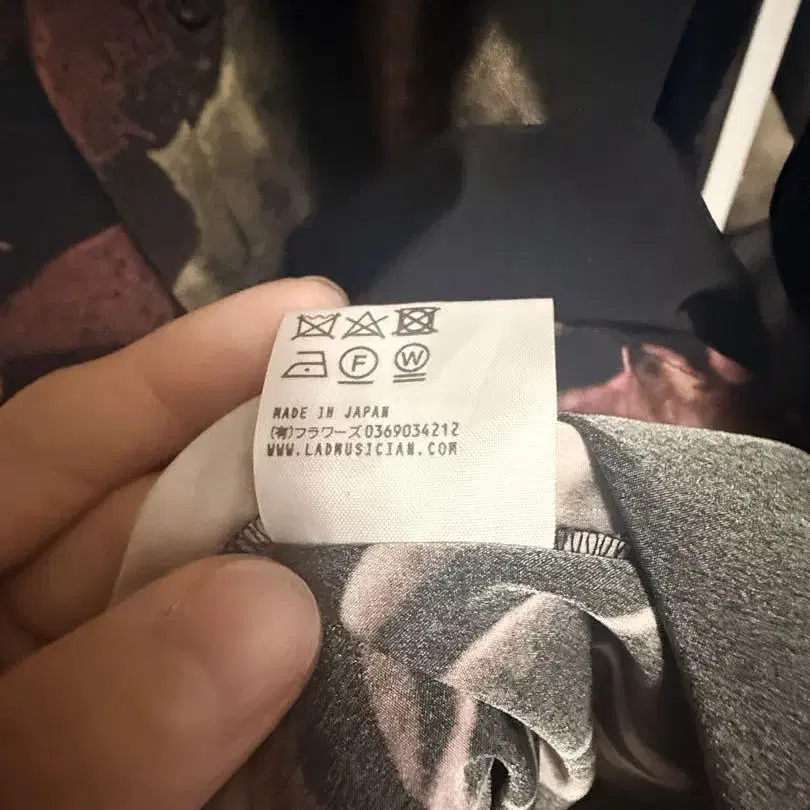 F W
MADE IN JAPAN
(有)フラワーズ0369034212
WWW.LADMUSICIAN.COM